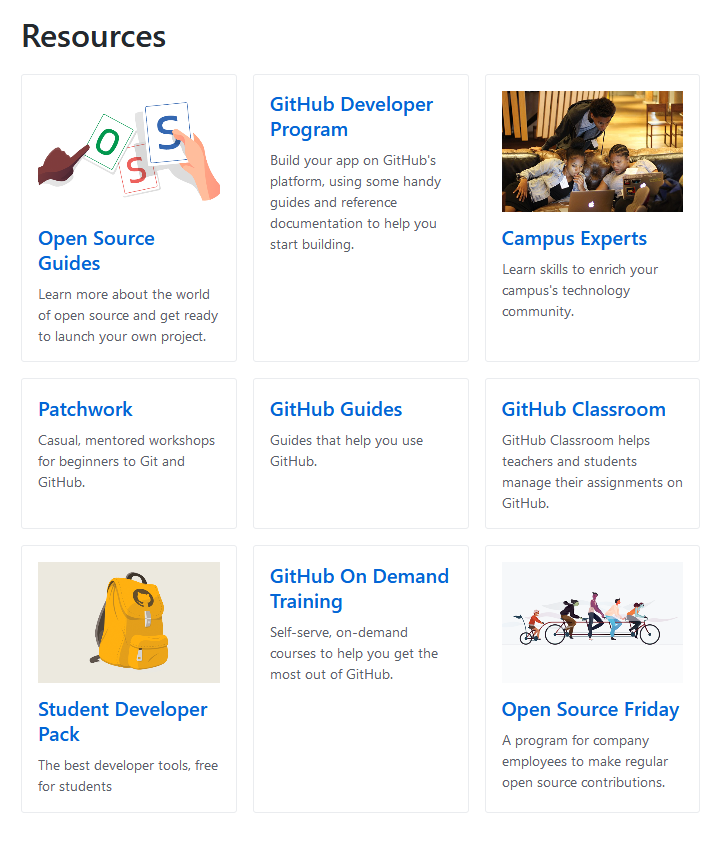 Resources
O
S
S
Open Source
Guides
Learn more about the world
of open source and get ready
to launch your own project.
GitHub Developer
Program
Build your app on GitHub's
platform, using some handy
guides and reference
documentation to help you
start building.
Campus Experts
Learn skills to enrich your
campus's technology
community.
Patchwork
Casual, mentored workshops
for beginners to Git and
GitHub.
GitHub Guides
Guides that help you use
GitHub.
GitHub Classroom
GitHub Classroom helps
teachers and students
manage their assignments on
GitHub.
Student Developer
Pack
The best developer tools, free
for students
GitHub On Demand
Training
Self-serve, on-demand
courses to help you get the
most out of GitHub.
Open Source Friday
A program for company
employees to make regular
open source contributions.